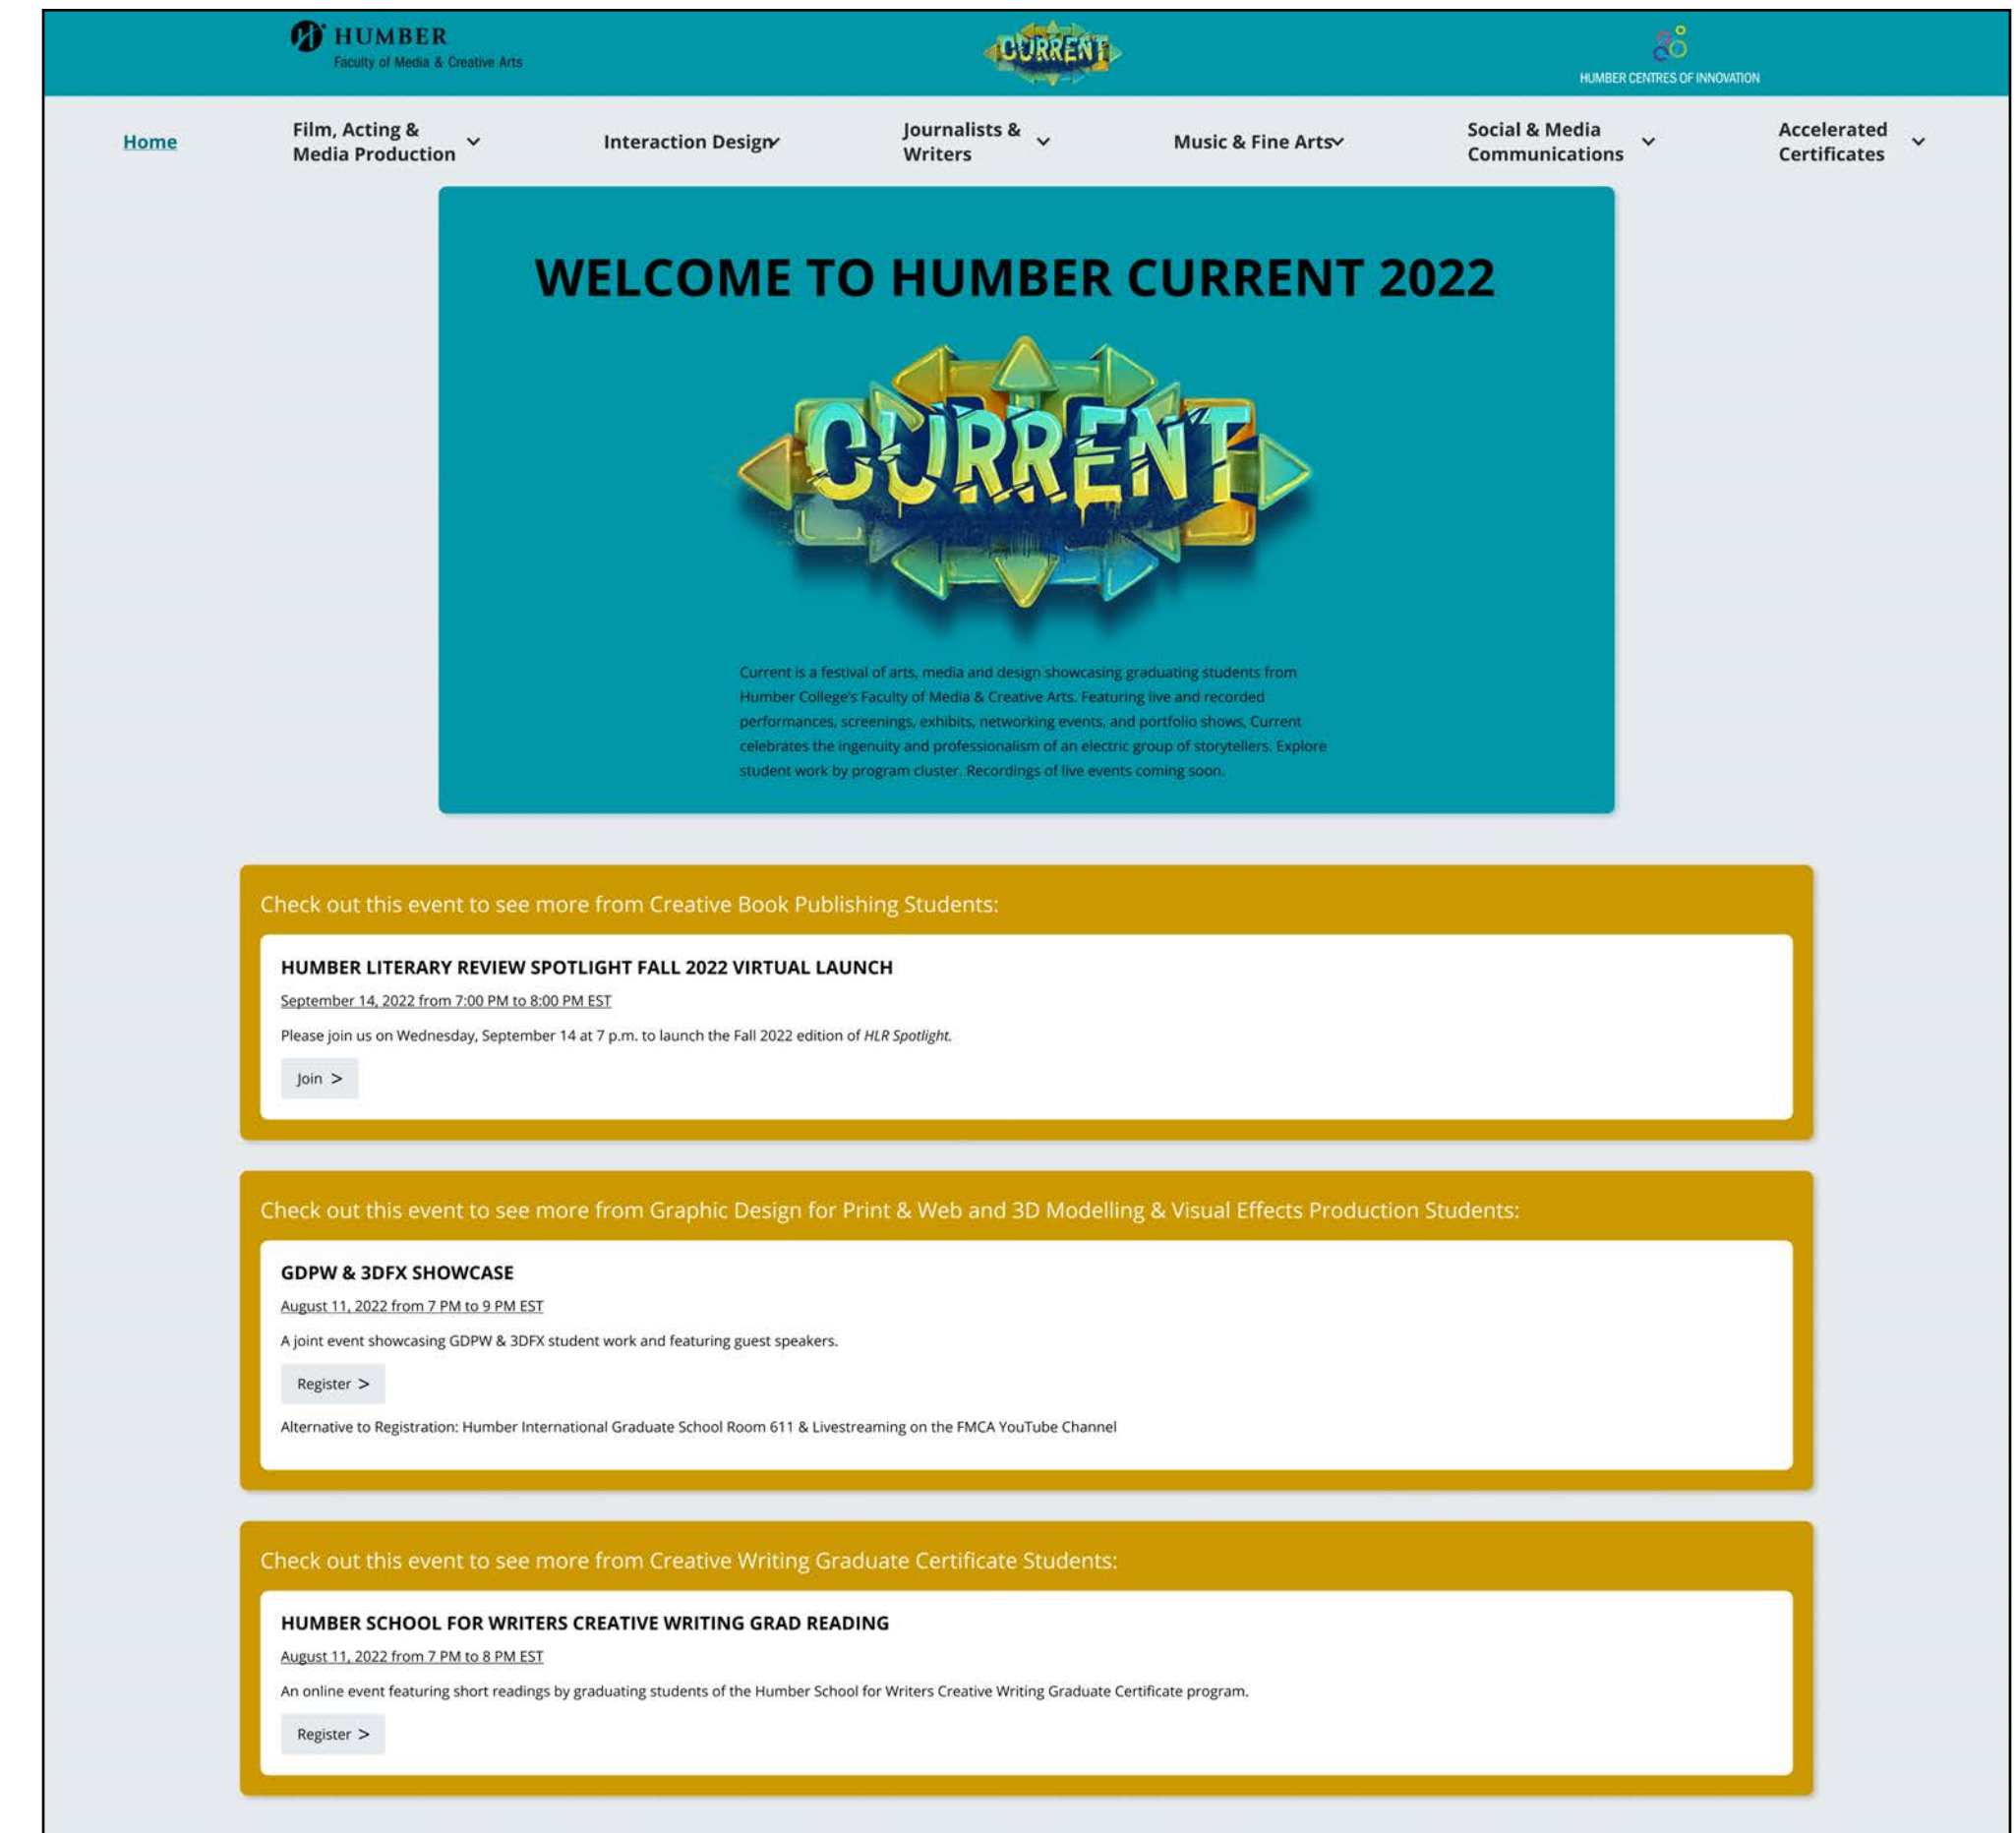 HUMBER
Faculty of Media & Creative Arts
CURRENT
HUMBER CENTRES OF INNOVATION
Home
Film, Acting &
Media Production
Interaction Design
Journalists &
Writers
Music & Fine Arts
Social & Media
Communications
Accelerated
Certificates
WELCOME TO HUMBER CURRENT 2022
CURRENT
Current is a festival of arts, media and design showcasing graduating students from
Humber College's Faculty of Media & Creative Arts. Featuring live and recorded
performances, screenings, exhibits, networking events, and portfolio shows, Current
celebrates the ingenuity and professionalism of an electric group of storytellers. Explore
student work by program cluster. Recordings of live events coming soon.
Check out this event to see more from Creative Book Publishing Students:
HUMBER LITERARY REVIEW SPOTLIGHT FALL 2022 VIRTUAL LAUNCH
September 14, 2022 from 7:00 PM to 8:00 PM EST
Please join us on Wednesday, September 14 at 7 p.m. to launch the Fall 2022 edition of HLR Spotlight.
Join >
Check out this event to see more from Graphic Design for Print & Web and 3D Modelling & Visual Effects Production Students:
GDPW & 3DFX SHOWCASE
August 11, 2022 from 7 PM to 9 PM EST
A joint event showcasing GDPW & 3DFX student work and featuring guest speakers.
Register >
Alternative to Registration: Humber International Graduate School Room 611 & Livestreaming on the FMCA YouTube Channel
Check out this event to see more from Creative Writing Graduate Certificate Students:
HUMBER SCHOOL FOR WRITERS CREATIVE WRITING GRAD READING
August 11, 2022 from 7 PM to 8 PM EST
An online event featuring short readings by graduating students of the Humber School for Writers Creative Writing Graduate Certificate program.
Register >